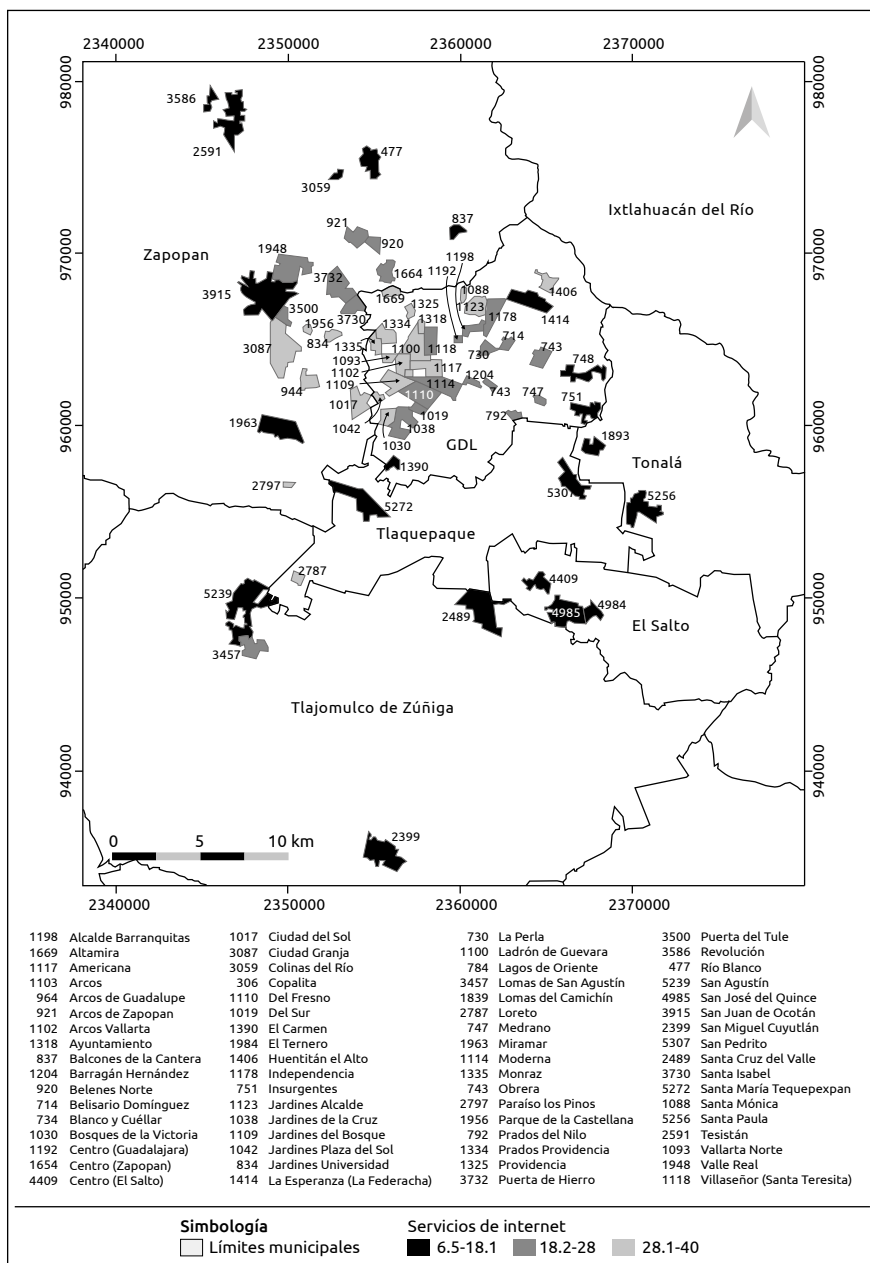 2340000 2350000 2360000 2370000
980000 980000
3586
2591
477
3059
Ixtlahuacán del Río
921
837
920
1198
Zapopan
1948
970000 970000
3732
1664
1192
1088
1406
3915
1669
1325
1123
3500
1956
3730
1334
1318
1178
1414
1335
714
3087
834
1093
1100
1118
730
743
748
1102
1117
944
1109
1114
1204
1110
743
747
751
1017
1019
792
1963
1042
1038
960000 960000
1030
GDL
1893
1390
Tonalá
2797
5307
5272
5256
Tlaquepaque
2787
4409
5239
950000 950000
2489
4985
4984
El Salto
3457
Tlajomulco de Zúñiga
940000 940000
0 5 10 km
2399
2340000 2350000 2360000 2370000
1198 Alcalde Barranquitas
1669 Altamira
1117 Americana
1103 Arcos
964 Arcos de Guadalupe
921 Arcos de Zapopan
1102 Arcos Vallarta
1318 Ayuntamiento
837 Balcones de la Cantera
1204 Barragán Hernández
920 Belenes Norte
714 Belisario Domínguez
734 Blanco y Cuéllar
1030 Bosques de la Victoria
1192 Centro (Guadalajara)
1654 Centro (Zapopan)
4409 Centro (El Salto)
1017 Ciudad del Sol
3087 Ciudad Granja
3059 Colinas del Río
306 Copalita
1110 Del Fresno
1019 Del Sur
1390 El Carmen
1984 El Ternero
1406 Huentitán el Alto
1178 Independencia
751 Insurgentes
1123 Jardines Alcalde
1038 Jardines de la Cruz
1109 Jardines del Bosque
1042 Jardines Plaza del Sol
834 Jardines Universidad
1414 La Esperanza (La Federacha)
730 La Perla
1100 Ladrón de Guevara
784 Lagos de Oriente
3457 Lomas de San Agustín
1839 Lomas del Camichín
2787 Loreto
747 Medrano
1963 Miramar
1114 Moderna
1335 Monraz
743 Obrera
2797 Paraíso los Pinos
1956 Parque de la Castellana
792 Prados del Nilo
1334 Prados Providencia
1325 Providencia
3732 Puerta de Hierro
3500 Puerta del Tule
3586 Revolución
477 Río Blanco
5239 San Agustín
4985 San José del Quince
3915 San Juan de Ocotán
2399 San Miguel Cuyutlán
5307 San Pedrito
2489 Santa Cruz del Valle
3730 Santa Isabel
5272 Santa María Tequepexpan
1088 Santa Mónica
5256 Santa Paula
2591 Tesistán
1093 Vallarta Norte
1948 Valle Real
1118 Villaseñor (Santa Teresita)
Simbología
Límites municipales
Servicios de internet
6.5-18.1 18.2-28 28.1-40